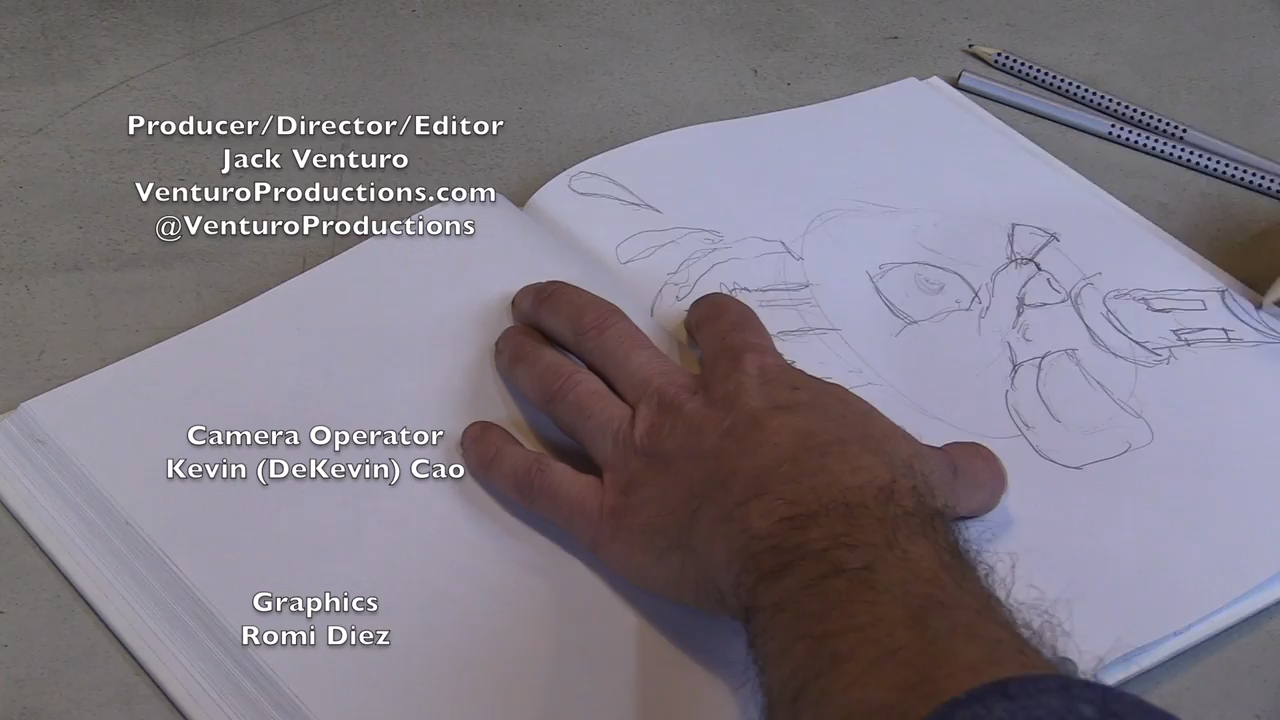 Producer/Director/Editor
Jack Venturo
VenturoProductions.com
@VenturoProductions
Camera Operator
Kevin (DeKevin) Cao
Graphics
Romi Diez